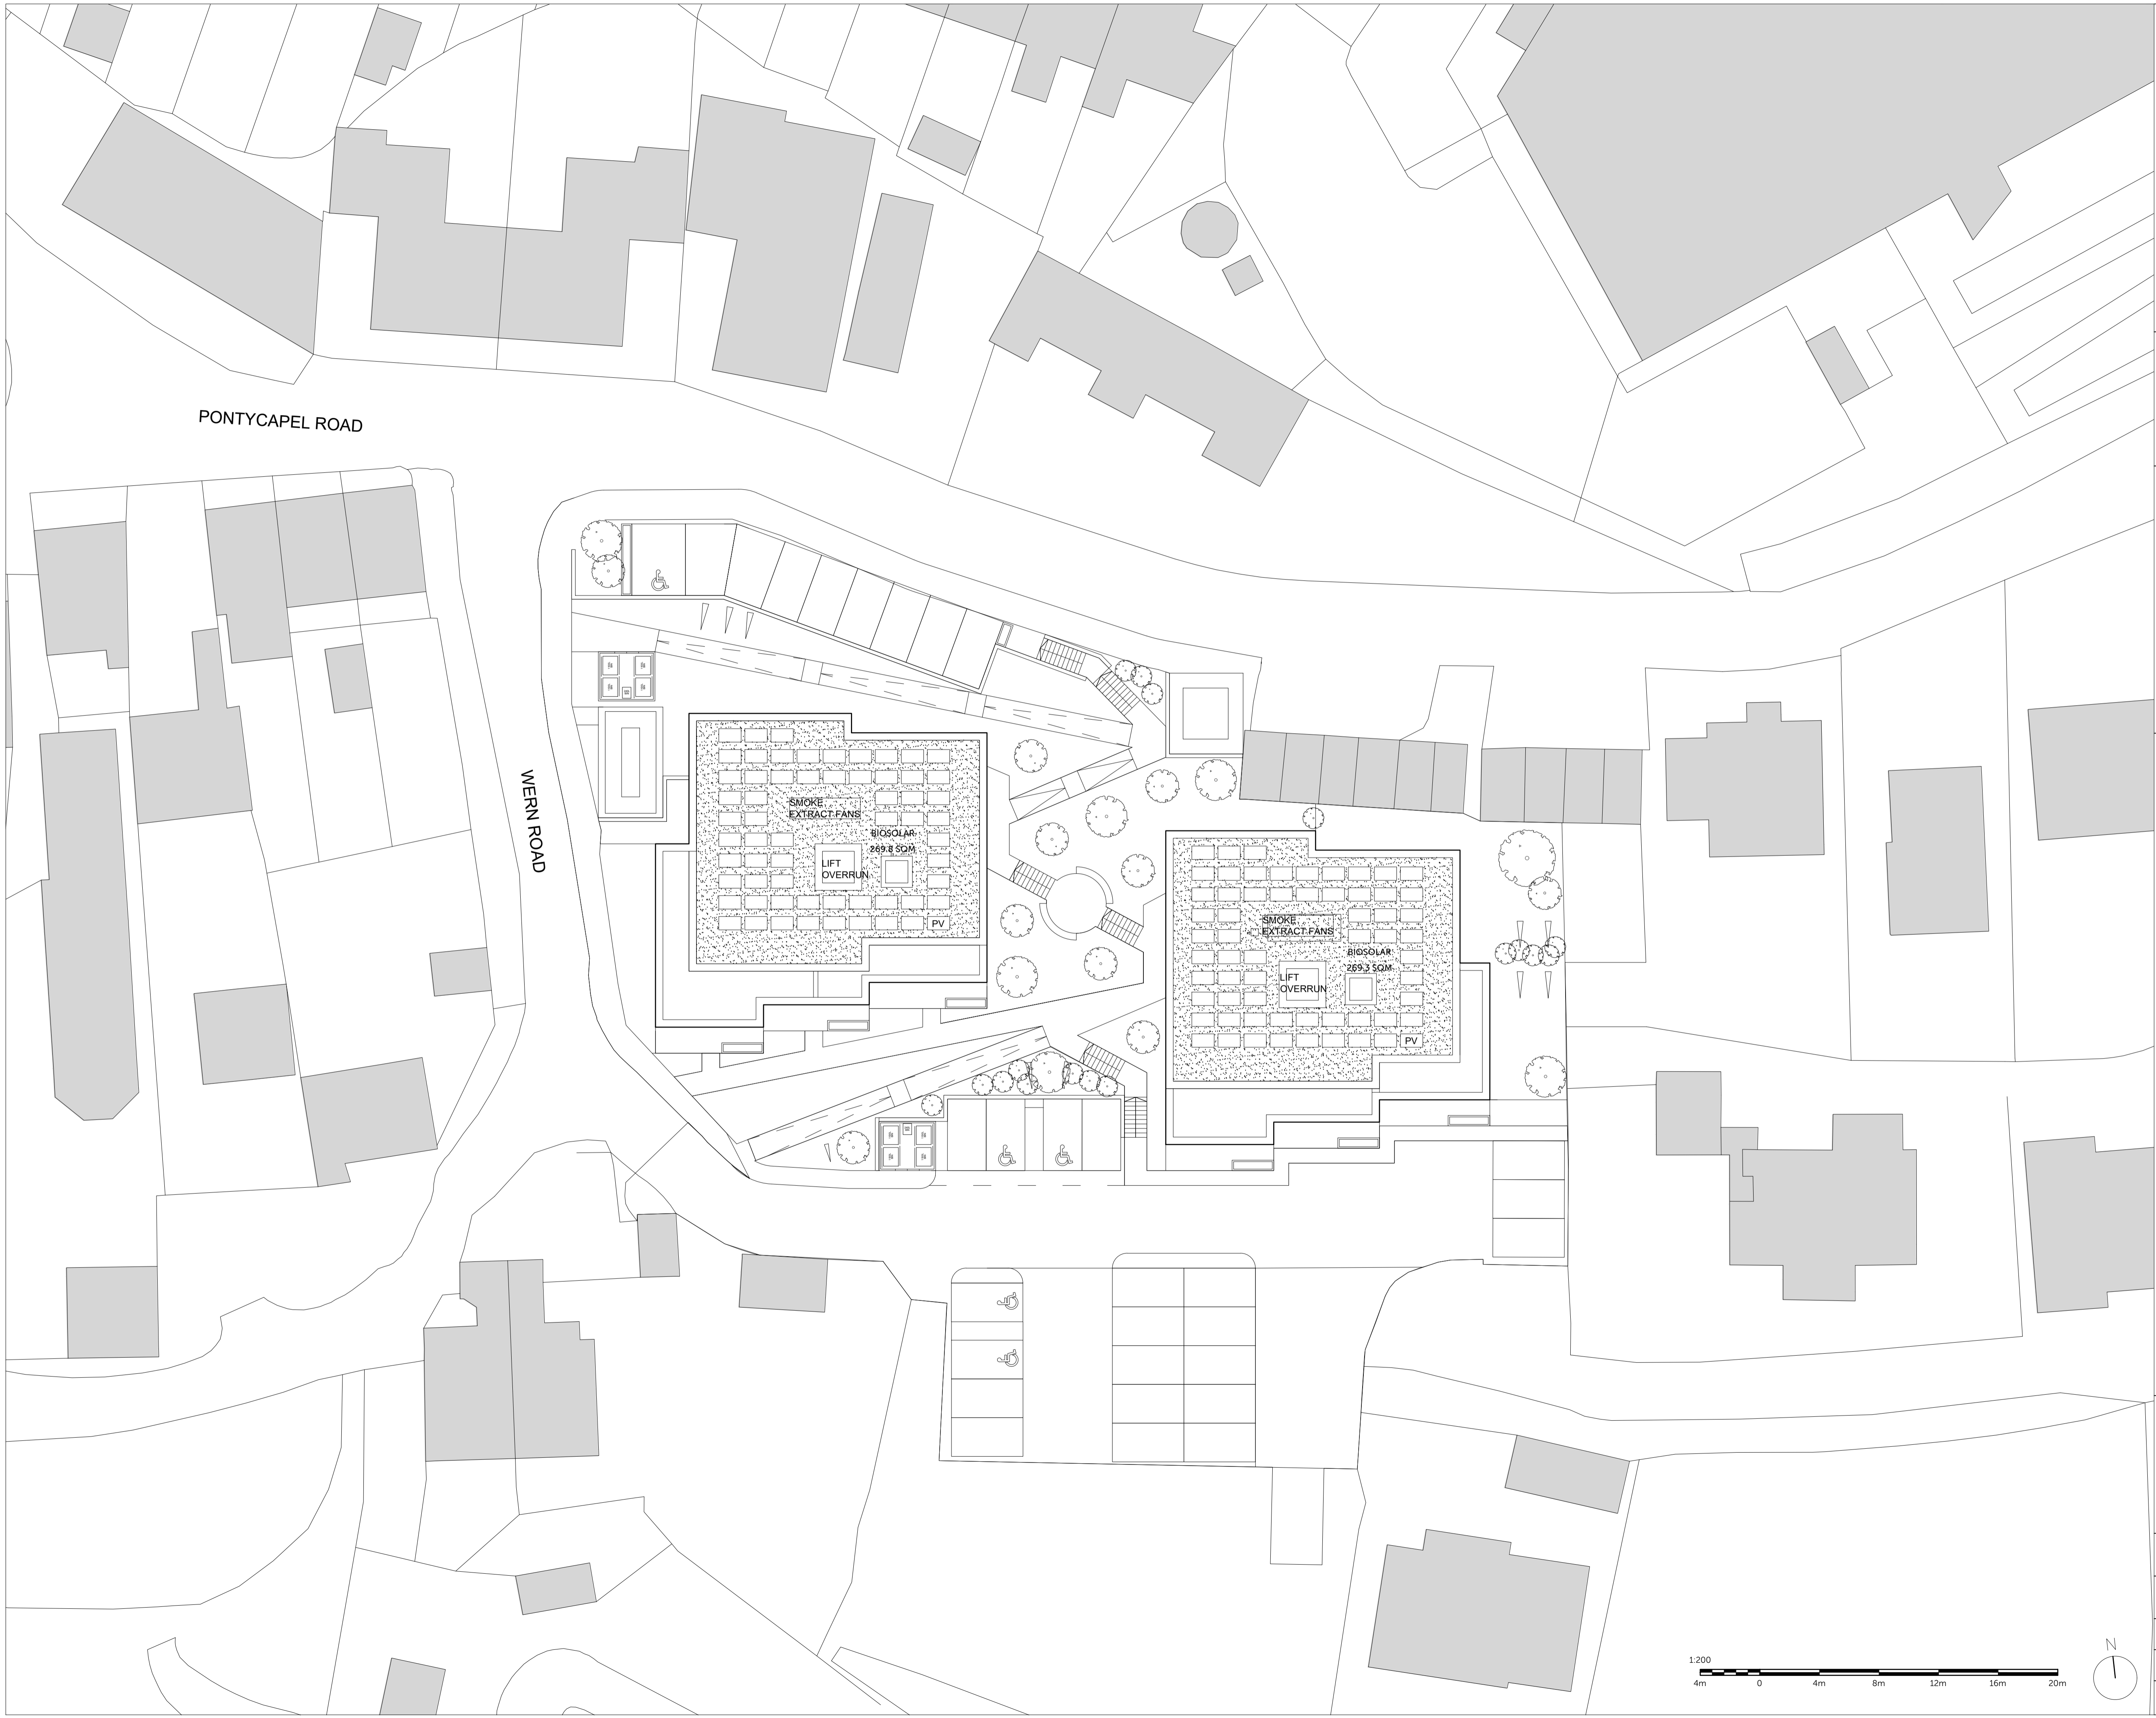 PONTYCAPEL ROAD
WERN ROAD
SMOKE
EXTRACT FANS
BIOSOLAR
269.8 SQM
LIFT
OVERRUN
PV
SMOKE
EXTRACT FANS
BIOSOLAR
269.3 SQM
LIFT
OVERRUN
PV
N
1:200
4m 0 4m 8m 12m 16m 20m